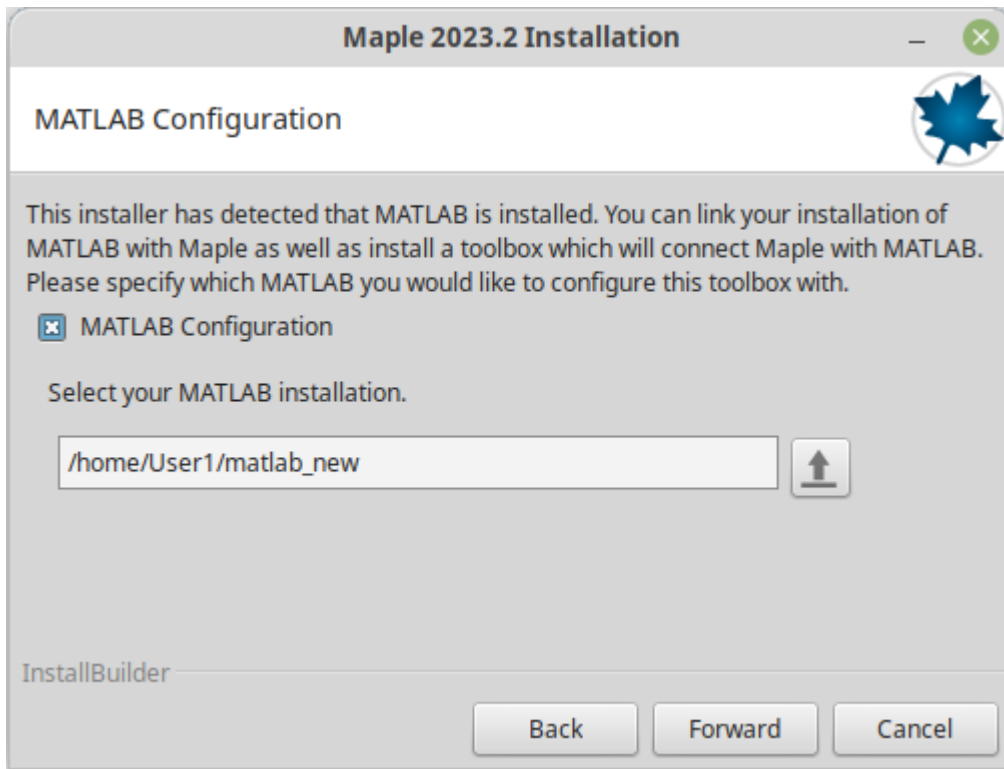 Maple 2023.2 Installation
MATLAB Configuration
This installer has detected that MATLAB is installed. You can link your installation of
MATLAB with Maple as well as install a toolbox which will connect Maple with MATLAB.
Please specify which MATLAB you would like to configure this toolbox with.
MATLAB Configuration
Select your MATLAB installation.
/home/User1/matlab_new
InstallBuilder
Back Forward Cancel